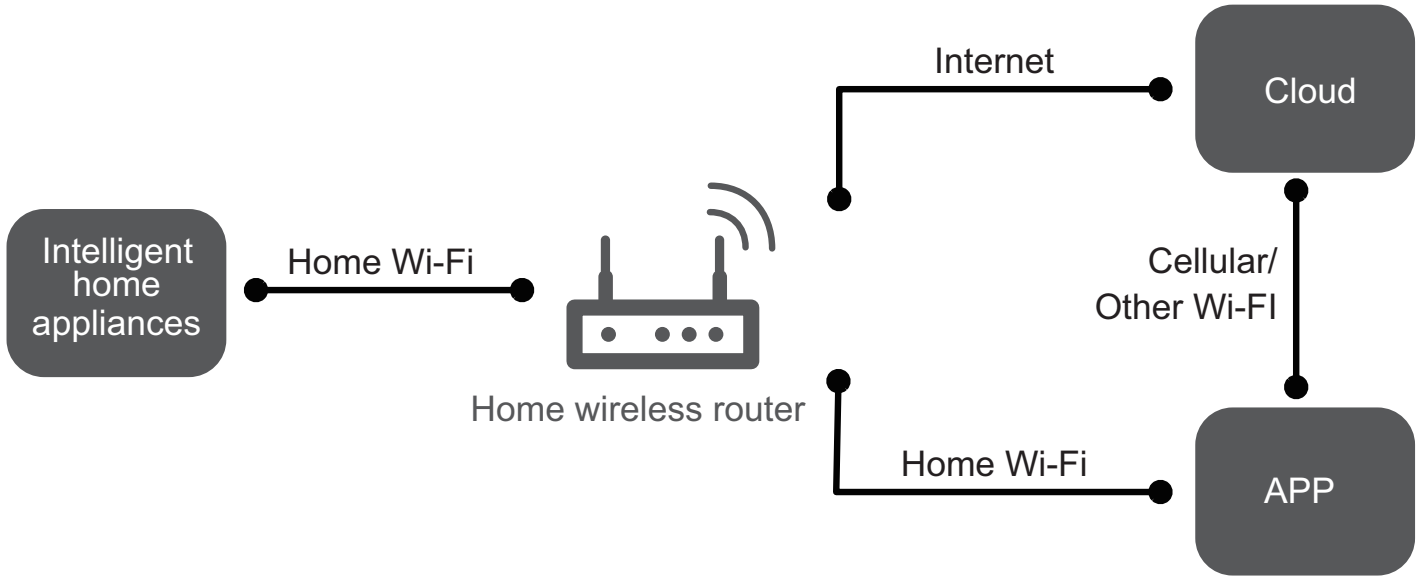 Internet
Cloud
Intelligent
home
appliances
Home Wi-Fi
Cellular/
Other Wi-FI
Home wireless router
Home Wi-Fi
APP